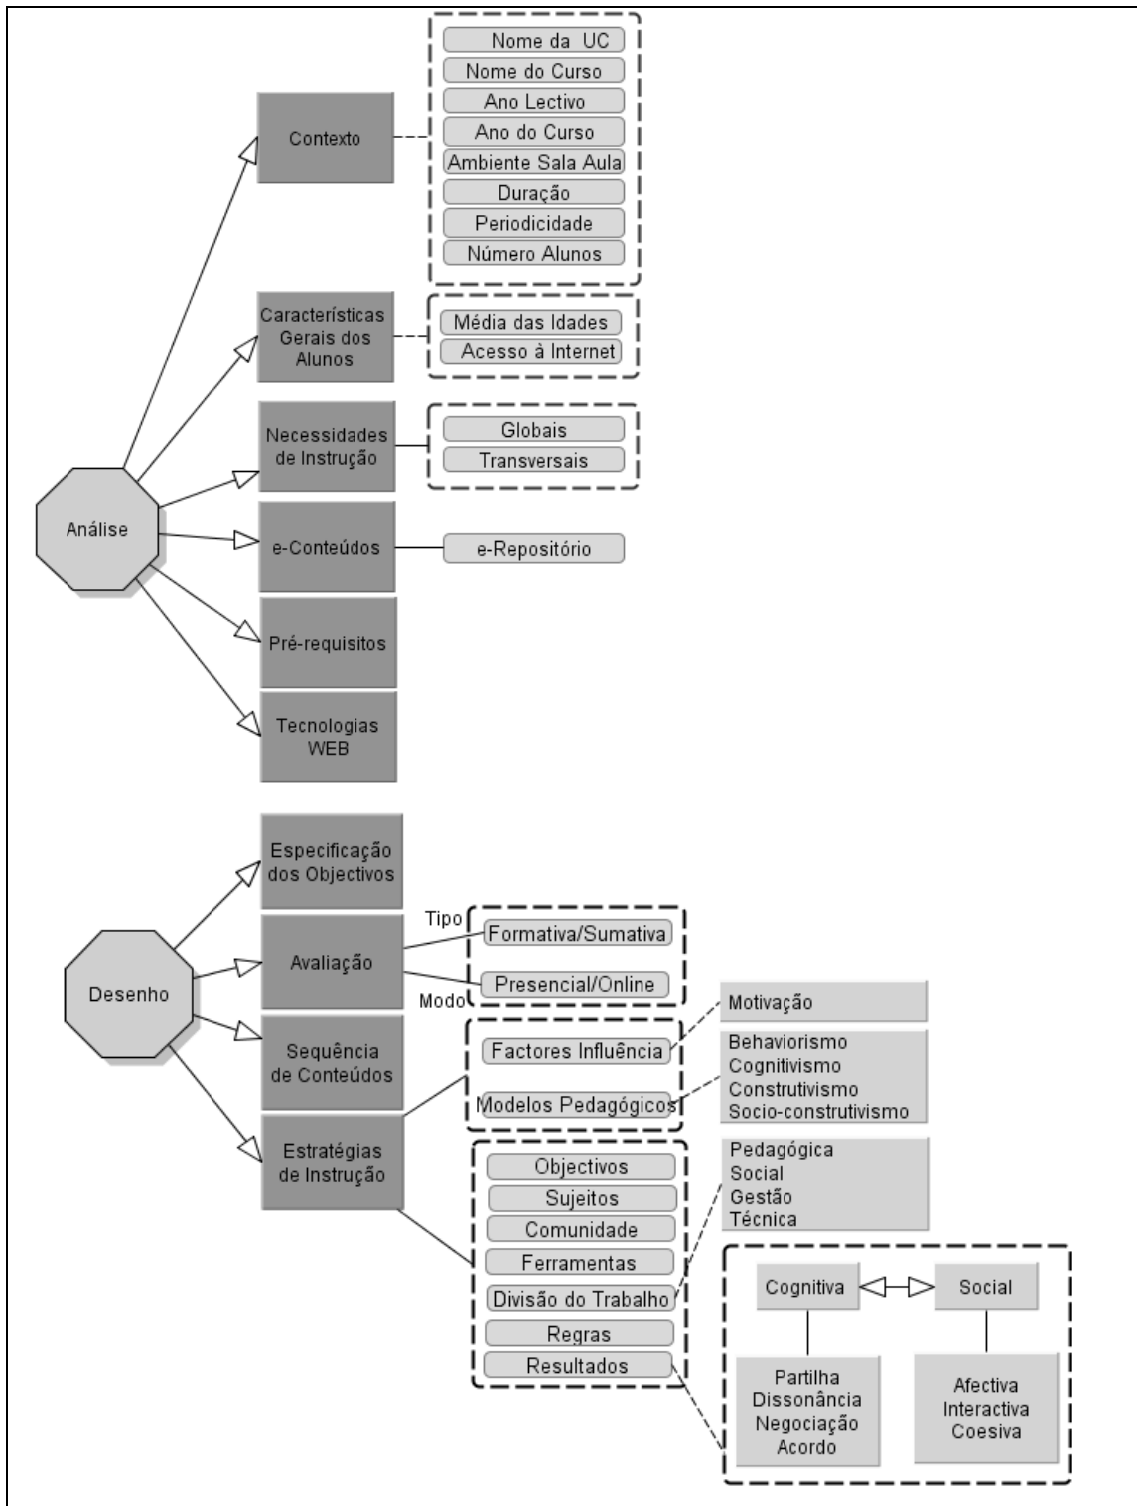 Nome da UC
Nome do Curso
Ano Lectivo
Ano do Curso
Ambiente Sala Aula
Duração
Periodicidade
Número Alunos
Contexto
Características
Gerais dos
Alunos
Média das Idades
Acesso à Internet
Necessidades
de Instrução
Globais
Transversais
Análise
e-Conteúdos
e-Repositório
Pré-requisitos
Tecnologias
WEB
Especificação
dos Objectivos
Desenho
Avaliação
Tipo
Formativa/Sumativa
Modo
Presencial/Online
Sequência
de Conteúdos
Estratégias
de Instrução
Factores Influência
Modelos Pedagógicos
Motivação
Behaviorismo
Cognitivismo
Construtivismo
Socio-construtivismo
Objectivos
Sujeitos
Comunidade
Ferramentas
Divisão do Trabalho
Regras
Resultados
Pedagógica
Social
Gestão
Técnica
Cognitiva
Social
Partilha
Dissonância
Negociação
Acordo
Afectiva
Interactiva
Coesiva